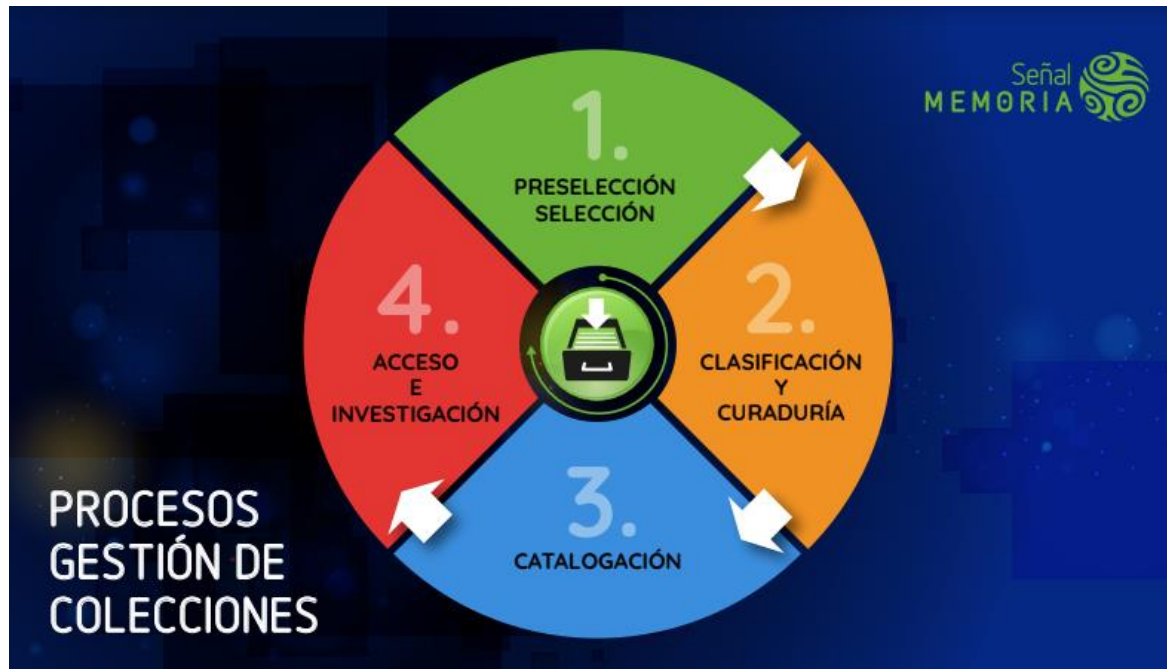 Señal
MEMORIA
1.
PRESELECCIÓN
SELECCIÓN
2.
CLASIFICACIÓN
Y
CURADURÍA
3.
CATALOGACIÓN
4.
ACCESO
E
INVESTIGACIÓN
PROCESOS
GESTIÓN DE
COLECCIONES